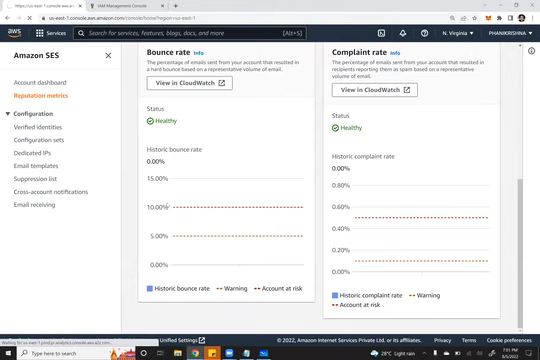 https://us-east-1.console.aws.a
IAM Management Console
us-east-1.console.aws.amazon.com/console/home?region=us-east-1
aws
Services
Search for services, features, blogs, docs, and more
[Alt+S]
N. Virginia
PHANIKRISHNA
Amazon SES
Account dashboard
Reputation metrics
Configuration
Verified identities
Configuration sets
Dedicated IPs
Email templates
Suppression list
Cross-account notifications
Email receiving
Bounce rate Info
The percentage of emails sent from your account that resulted in
a hard bounce based on a representative
volume of email.
View in CloudWatch
Status
Healthy
Historic bounce rate
0.00%
15.00%
10.00%
5.00%
0.00%
Historic bounce rate
Warning
Account at risk
Complaint rate Info
The percentage of emails sent from your account that resulted in
recipients reporting them as spam based on a representative
volume of email.
View in CloudWatch
Status
Healthy
Historic complaint rate
0.00%
0.80%
0.60%
0.40%
0.20%
0.00%
Historic complaint rate
Warning
Account at risk
Unified Settings
© 2022, Amazon Internet Services Private Ltd. or its affiliates.
Privacy
Terms
Cookie preferences
Type here to search
28°C Light rain
ENG
7:01 PM
8/5/2022